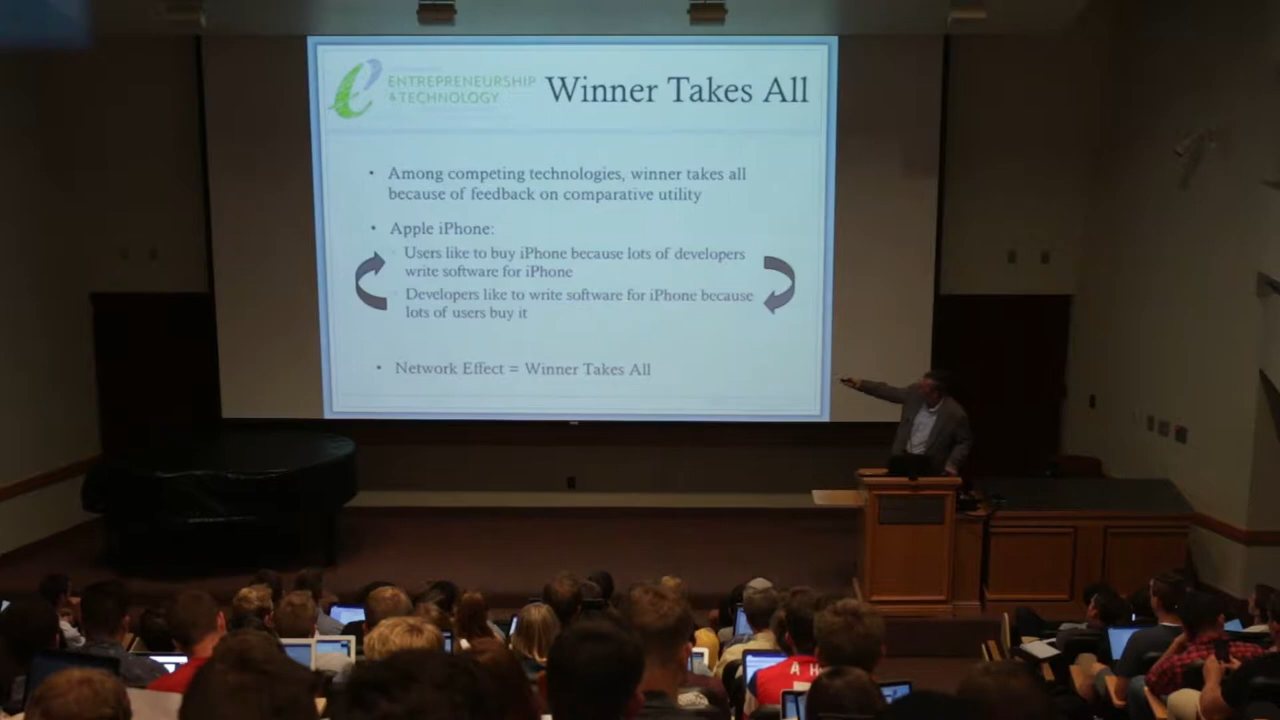 ENTREPRENEURSHIP
& TECHNOLOGY
Winner Takes All
• Among competing technologies, winner takes all
because of feedback on comparative utility
• Apple iPhone:
Users like to buy iPhone because lots of developers
write software for iPhone
Developers like to write software for iPhone because
lots of users buy it
• Network Effect = Winner Takes All
A H